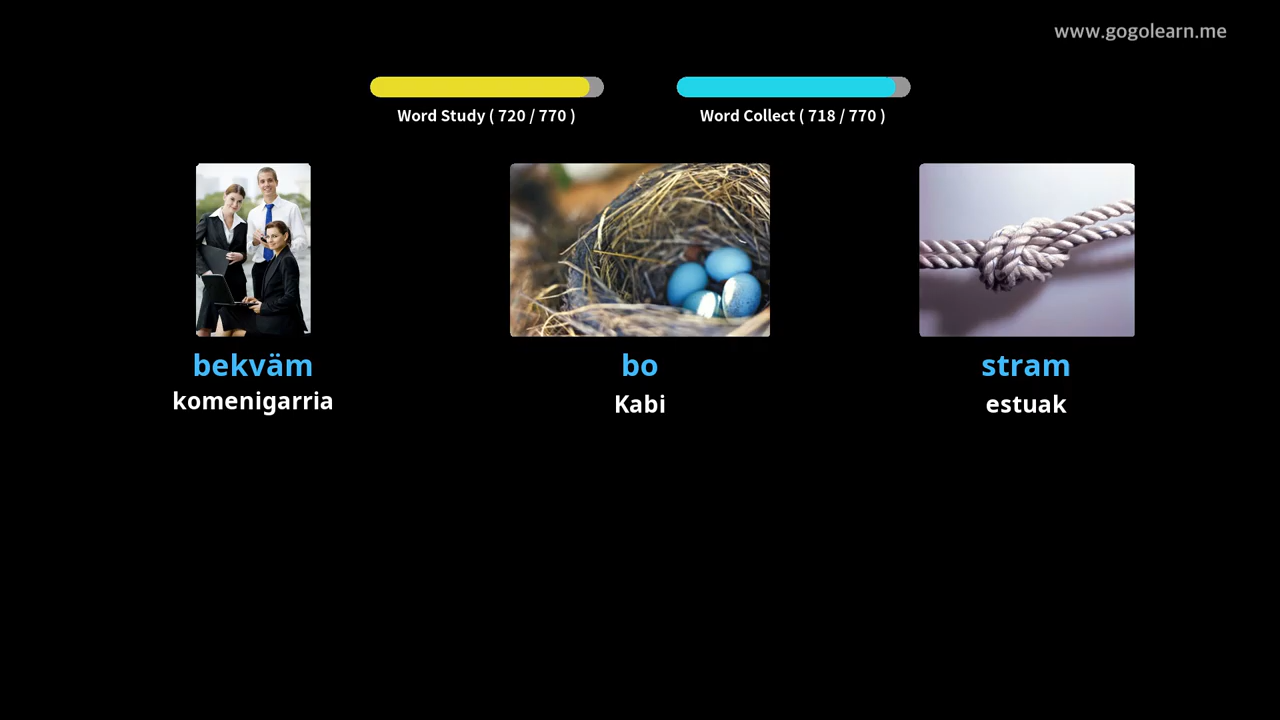 www.gogolearn.me
Word Study ( 720 / 770 )
Word Collect ( 718 / 770 )
bekväm
komenigarria
bo
Kabi
stram
estuak